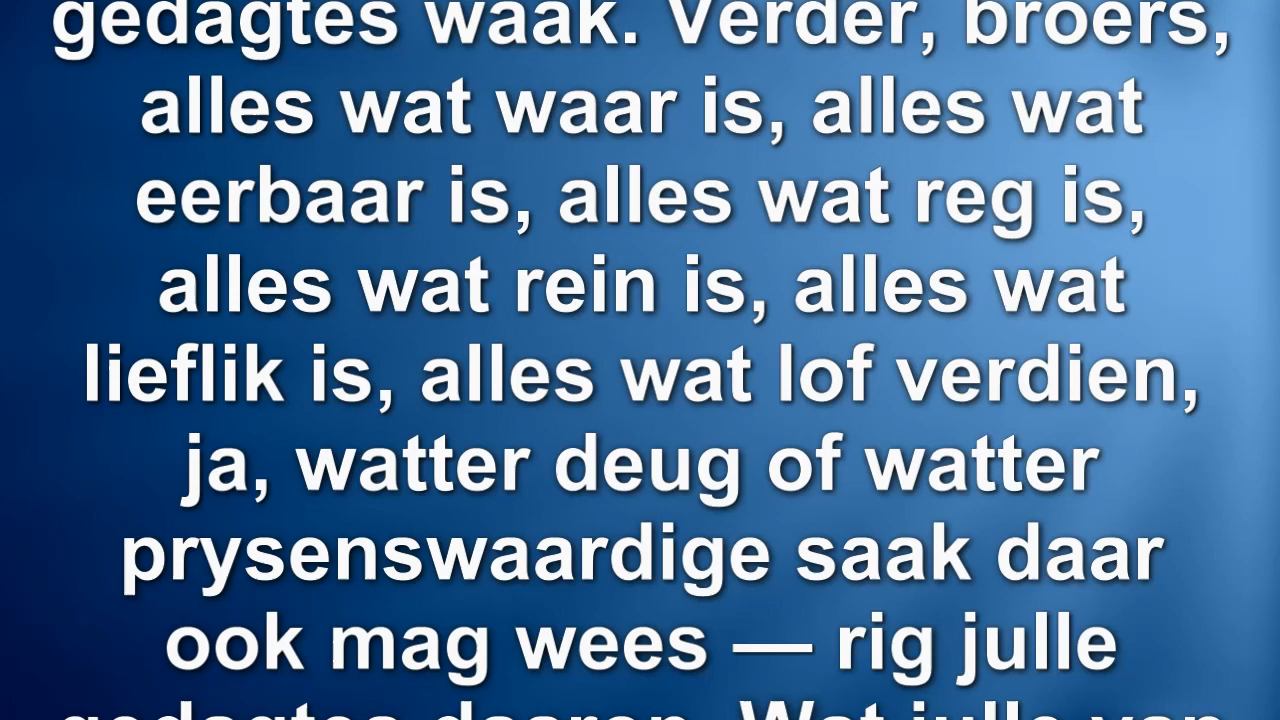 gedagtes waak. Verder, broers,
alles wat waar is, alles wat
eerbaar is, alles wat reg is,
alles wat rein is, alles wat
lieflik is, alles wat lof verdien,
ja, watter deug of watter
prysenswaardige saak daar
ook mag wees — rig julle
gedagtes daarop. Wat julle van